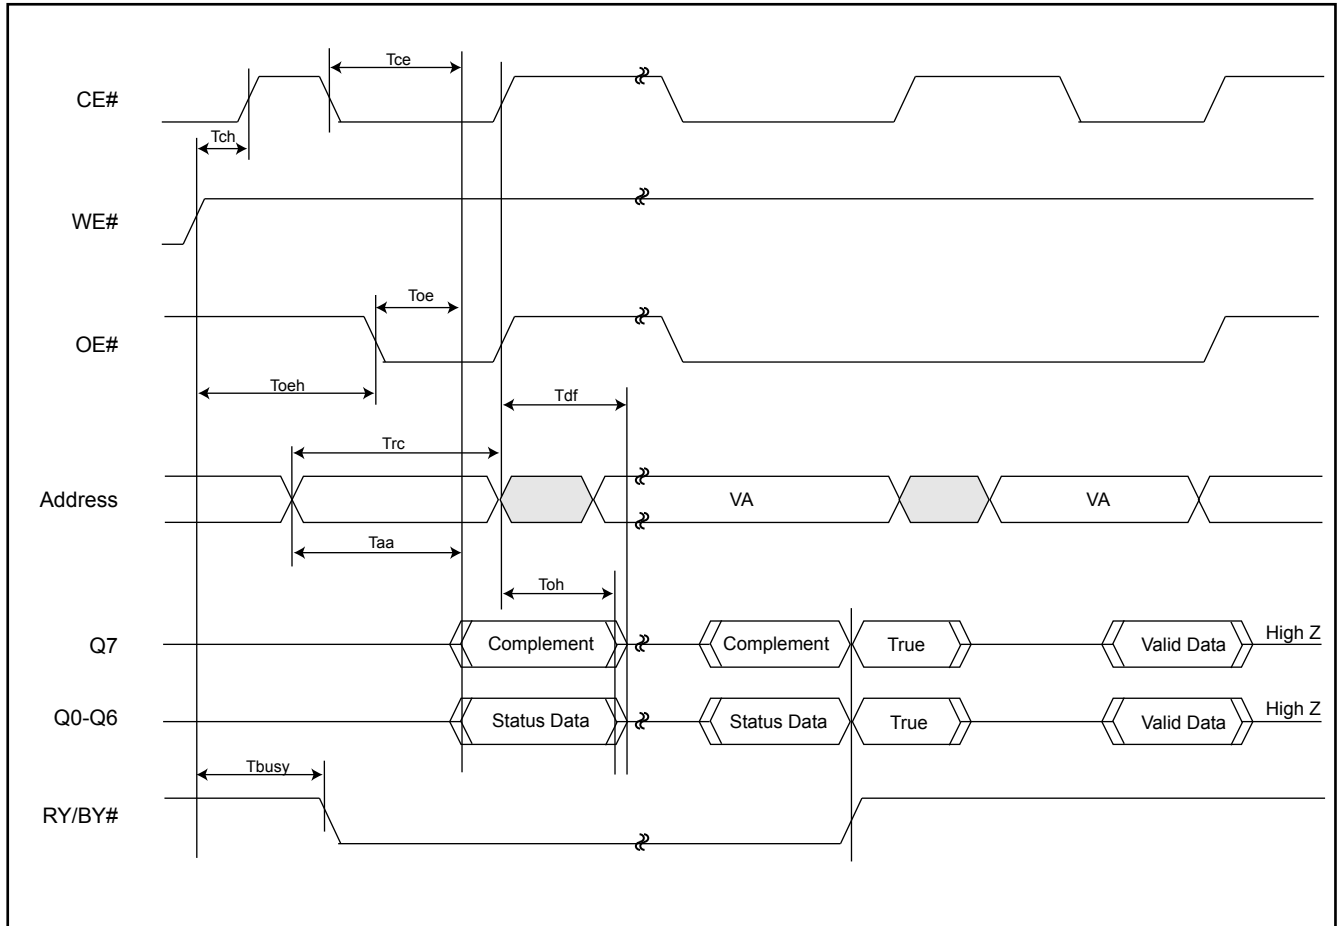 Tce
CE#
Tch
WE#
Toe
OE#
Toeh
Tdf
Trc
Address
VA
VA
Taa
Toh
Q7
Complement
Complement
True
Valid Data
High Z
Q0-Q6
Status Data
Status Data
True
Valid Data
High Z
Tbusy
RY/BY#